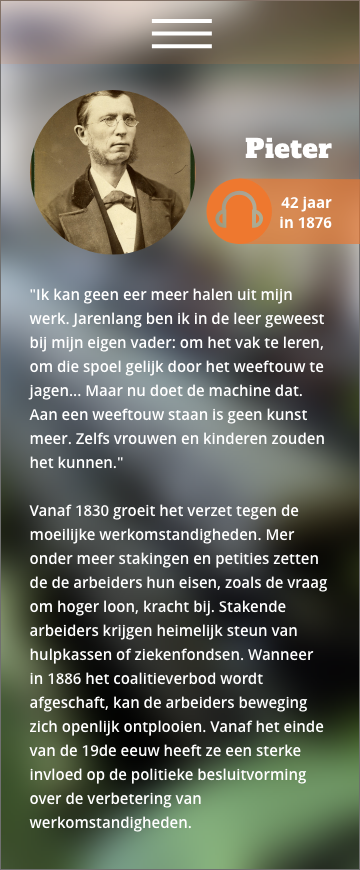 Pieter
42 jaar
in 1876
"Ik kan geen eer meer halen uit mijn
werk. Jarenlang ben ik in de leer geweest
bij mijn eigen vader: om het vak te leren,
om die spoel gelijk door het weeftouw te
jagen... Maar nu doet de machine dat.
Aan een weeftouw staan is geen kunst
meer. Zelfs vrouwen en kinderen zouden
het kunnen."
Vanaf 1830 groeit het verzet tegen de
moeilijke werkomstandigheden. Mer
onder meer stakingen en petities zetten
de de arbeiders hun eisen, zoals de vraag
om hoger loon, kracht bij. Stakende
arbeiders krijgen heimelijk steun van
hulpkassen of ziekenfondsen. Wanneer
in 1886 het coalitieverbod wordt
afgeschaft, kan de arbeiders beweging
zich openlijk ontplooien. Vanaf het einde
van de 19de eeuw heeft ze een sterke
invloed op de politieke besluitvorming
over de verbetering van
werkomstandigheden.